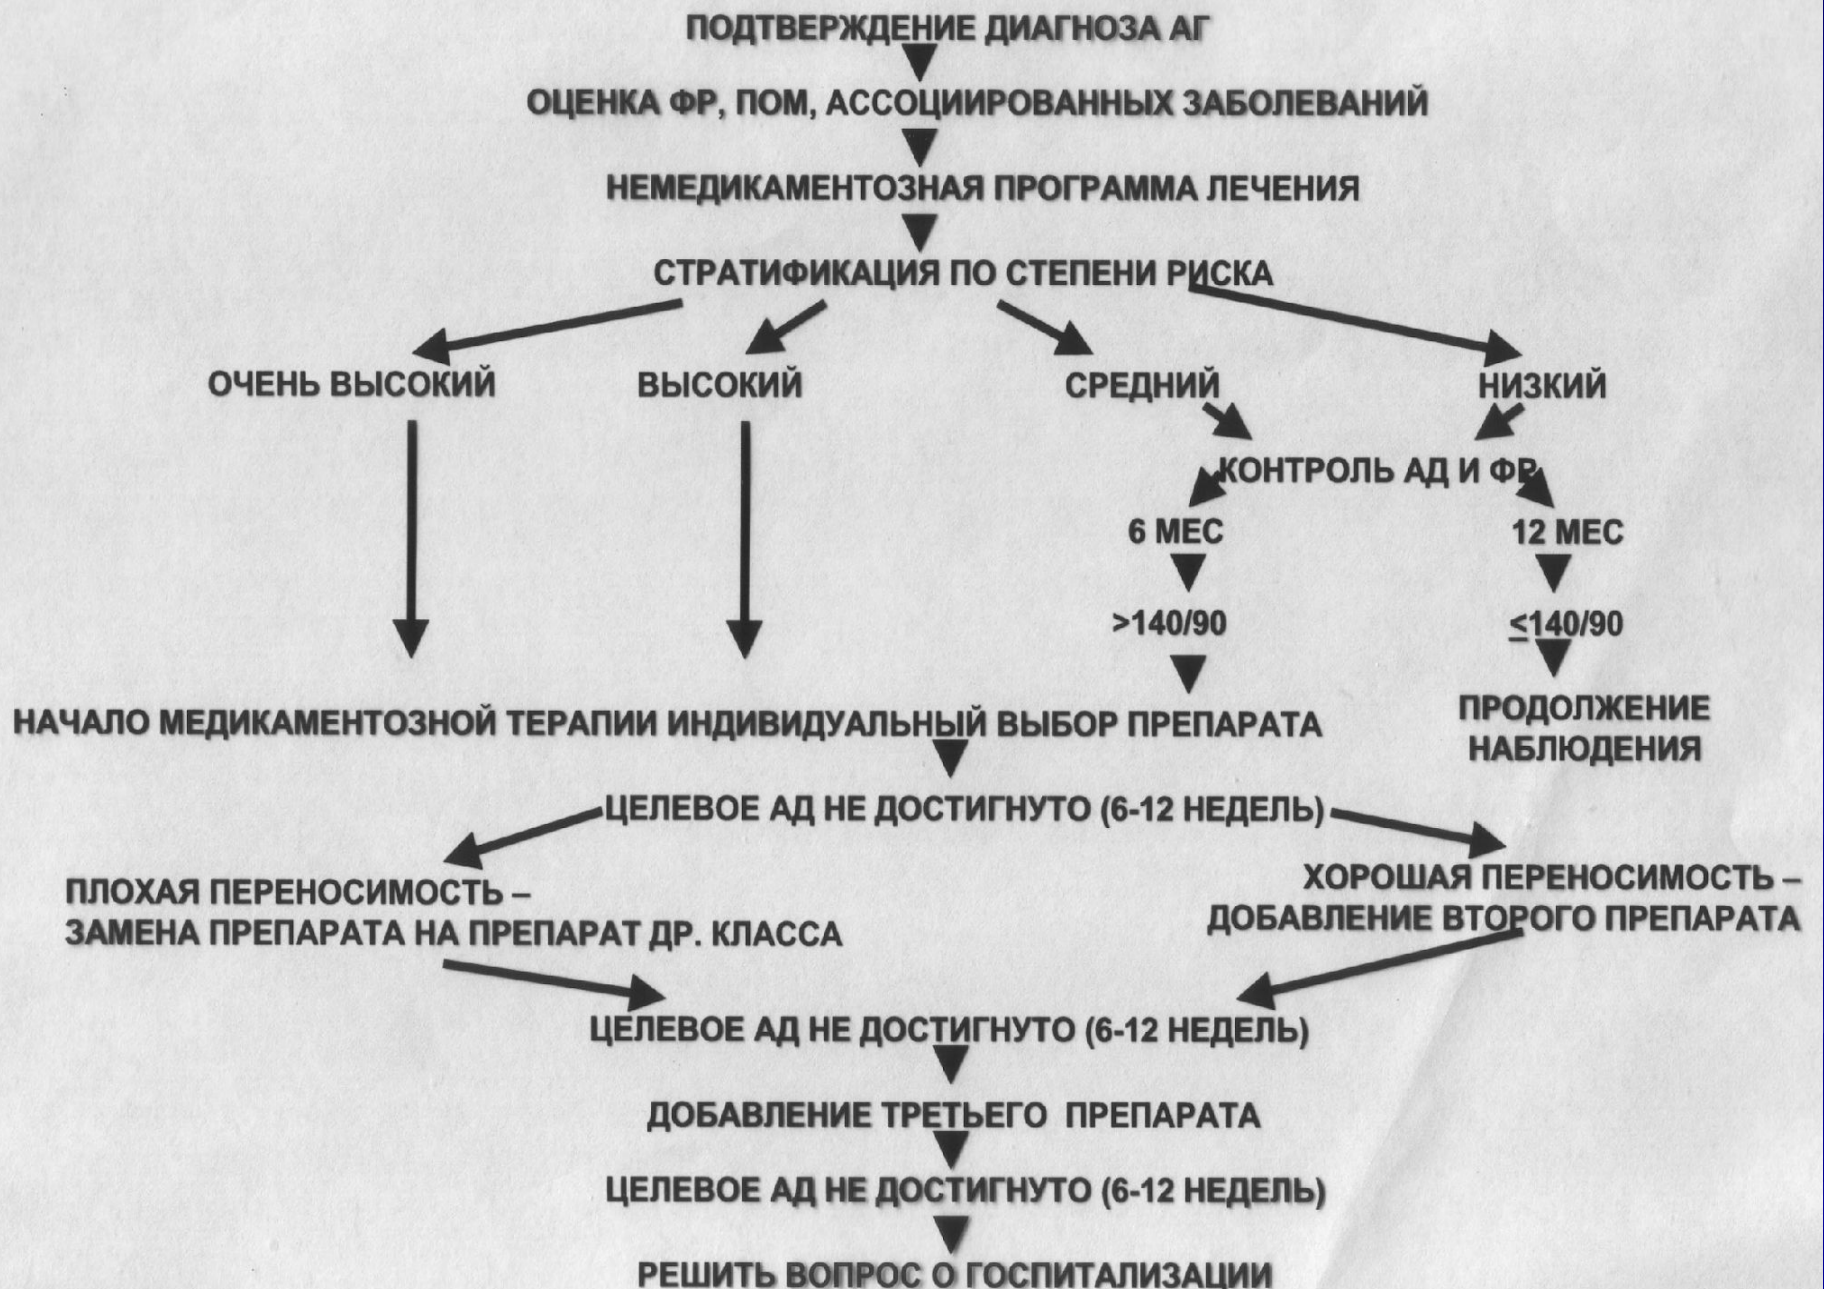 ПОДТВЕРЖДЕНИЕ ДИАГНОЗА АГ
ОЦЕНКА ФР, ПОМ, АССОЦИИРОВАННЫХ ЗАБОЛЕВАНИЙ
НЕМЕДИКАМЕНТОЗНАЯ ПРОГРАММА ЛЕЧЕНИЯ
СТРАТИФИКАЦИЯ ПО СТЕПЕНИ РИСКА
ОЧЕНЬ ВЫСОКИЙ
ВЫСОКИЙ
СРЕДНИЙ
НИЗКИЙ
КОНТРОЛЬ АД И ФР
6 МЕС
12 МЕС
>140/90
≤140/90
НАЧАЛО МЕДИКАМЕНТОЗНОЙ ТЕРАПИИ ИНДИВИДУАЛЬНЫЙ ВЫБОР ПРЕПАРАТА
ПРОДОЛЖЕНИЕ
НАБЛЮДЕНИЯ
ЦЕЛЕВОЕ АД НЕ ДОСТИГНУТО (6-12 НЕДЕЛЬ)
ПЛОХАЯ ПЕРЕНОСИМОСТЬ –
ЗАМЕНА ПРЕПАРАТА НА ПРЕПАРАТ ДР. КЛАССА
ХОРОШАЯ ПЕРЕНОСИМОСТЬ –
ДОБАВЛЕНИЕ ВТОРОГО ПРЕПАРАТА
ЦЕЛЕВОЕ АД НЕ ДОСТИГНУТО (6-12 НЕДЕЛЬ)
ДОБАВЛЕНИЕ ТРЕТЬЕГО ПРЕПАРАТА
ЦЕЛЕВОЕ АД НЕ ДОСТИГНУТО (6-12 НЕДЕЛЬ)
РЕШИТЬ ВОПРОС О ГОСПИТАЛИЗАЦИИ